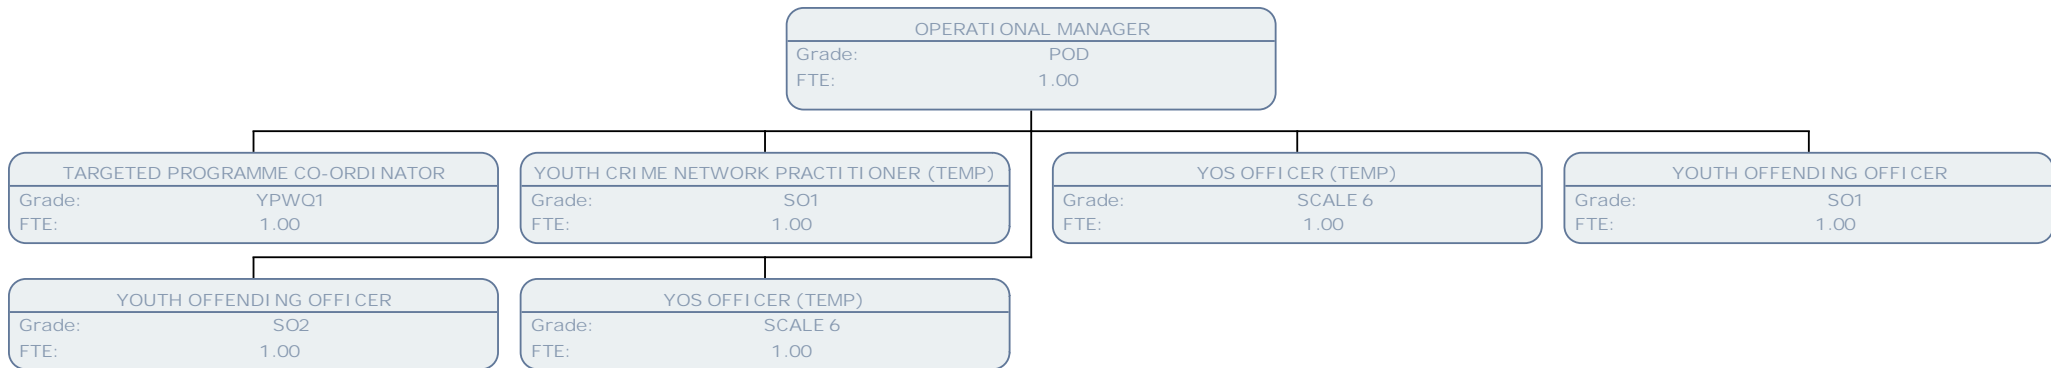 OPERATIONAL MANAGER
Grade: POD
FTE: 1.00
TARGETED PROGRAMME CO-ORDINATOR
Grade: YPWQ1
FTE: 1.00
YOUTH CRIME NETWORK PRACTITIONER (TEMP)
Grade: SO1
FTE: 1.00
YOS OFFICER (TEMP)
Grade: SCALE 6
FTE: 1.00
YOUTH OFFENDING OFFICER
Grade: SO1
FTE: 1.00
YOUTH OFFENDING OFFICER
Grade: SO2
FTE: 1.00
YOS OFFICER (TEMP)
Grade: SCALE 6
FTE: 1.00